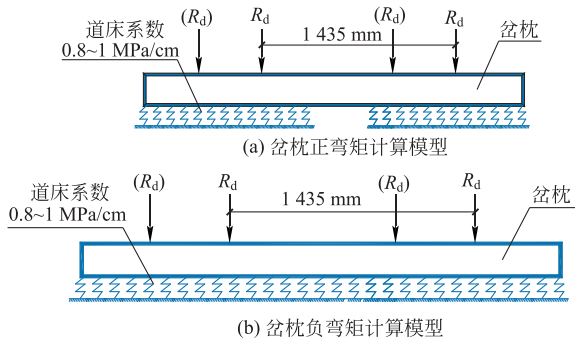 道床系数
0.8~1 MPa/cm
(Rd) Rd (Rd) Rd
1 435 mm
岔枕
(a) 岔枕正弯矩计算模型
道床系数
0.8~1 MPa/cm
(Rd) Rd (Rd) Rd
1 435 mm
岔枕
(b) 岔枕负弯矩计算模型